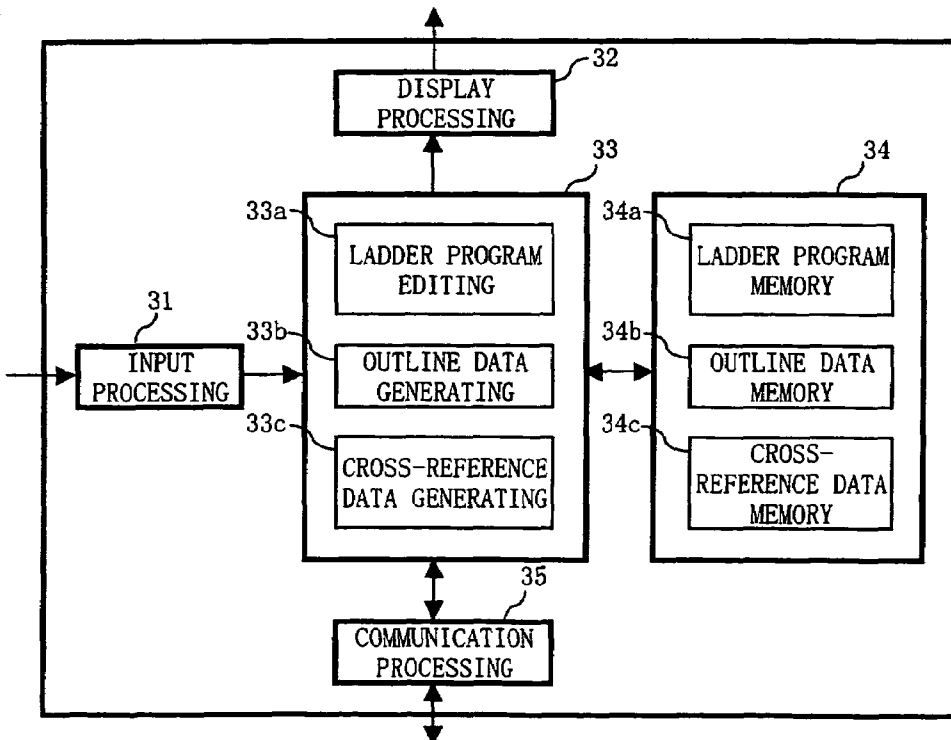 32
DISPLAY
PROCESSING
33
34
33a
LADDER PROGRAM
EDITING
34a
LADDER PROGRAM
MEMORY
31
INPUT
PROCESSING
33b
OUTLINE DATA
GENERATING
34b
OUTLINE DATA
MEMORY
33c
CROSS-REFERENCE
DATA GENERATING
34c
CROSS-
REFERENCE DATA
MEMORY
35
COMMUNICATION
PROCESSING